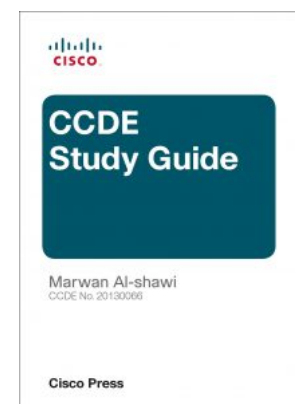 CISCO
CCDE
Study Guide
Marwan Al-shawi
CCDE No. 20130066
Cisco Press